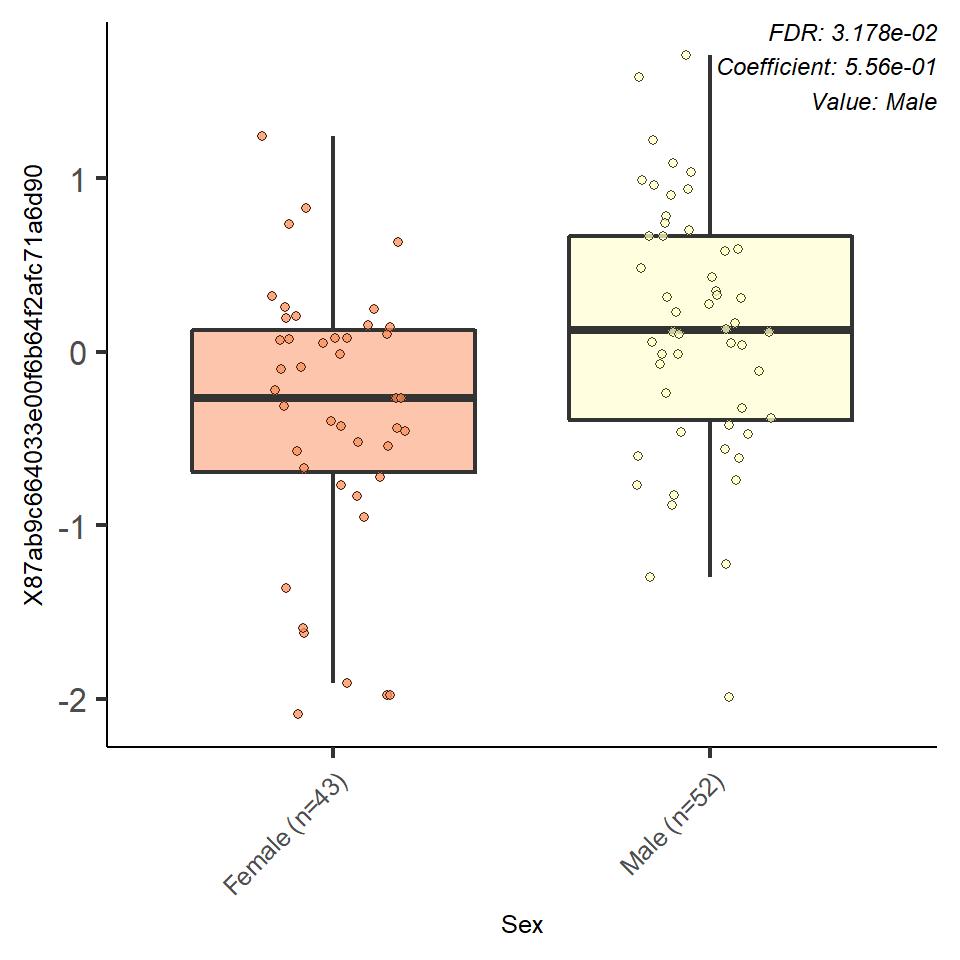 FDR: 3.178e-02
Coefficient: 5.56e-01
Value: Male
X87ab9c664033e00f6b64f2afc71a6d90
1
0
-1
-2
Female (n=43)
Male (n=52)
Sex